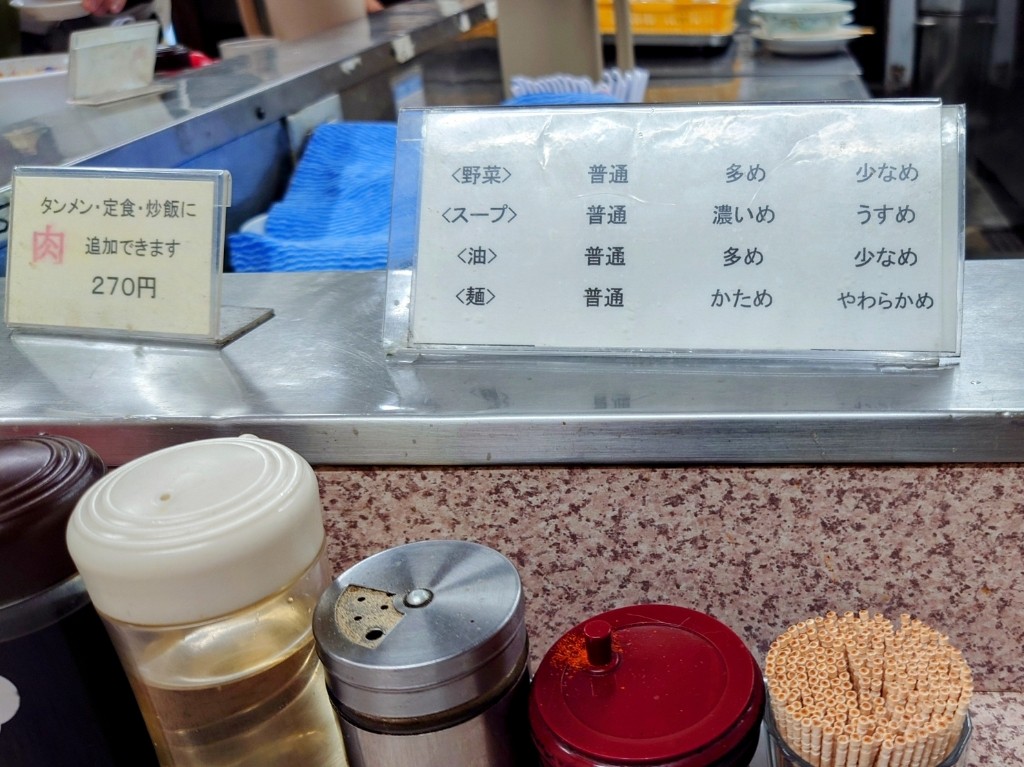 タンメン・定食・炒飯に
肉 追加できます
270円
〈野菜〉 普通 多め 少なめ
〈スープ〉 普通 濃いめ うすめ
〈油〉 普通 多め 少なめ
〈麺〉 普通 かため やわらかめ